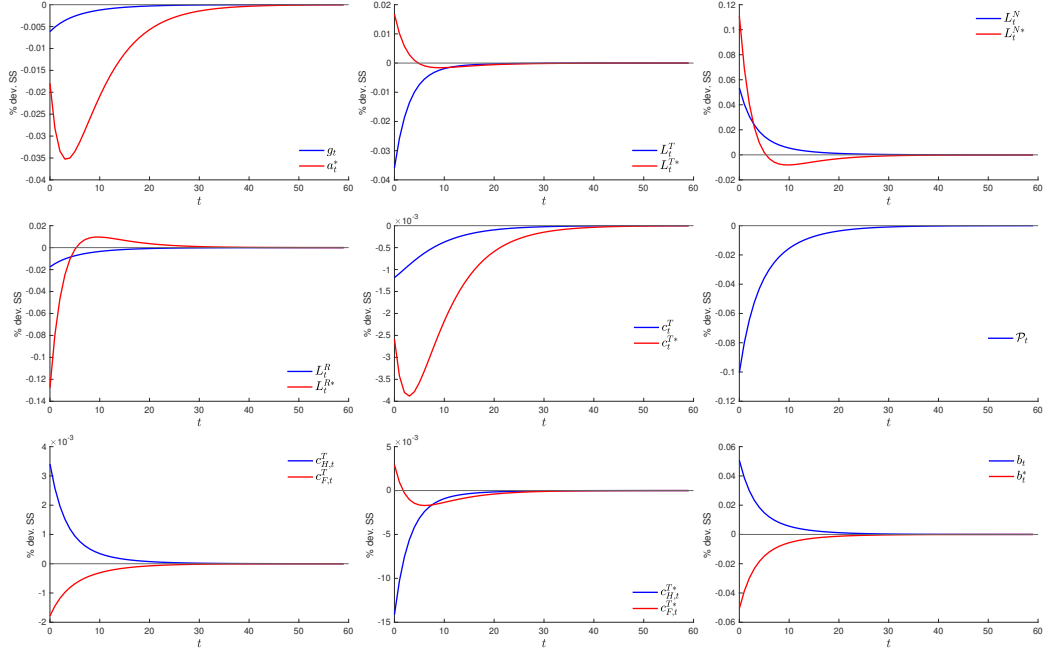 0
-0.005
-0.01
-0.015
-0.02
-0.025
-0.03
-0.035
-0.04
% dev. SS
0 10 20 30 40 50 60
t
g_t
a_t^*
0.02
0.01
0
-0.01
-0.02
-0.03
-0.04
% dev. SS
0 10 20 30 40 50 60
t
L_t^T
L_t^{T*}
0.12
0.1
0.08
0.06
0.04
0.02
0
-0.02
% dev. SS
0 10 20 30 40 50 60
t
L_t^N
L_t^{N*}
0.02
0
-0.02
-0.04
-0.06
-0.08
-0.1
-0.12
-0.14
% dev. SS
0 10 20 30 40 50 60
t
L_t^R
L_t^{R*}
×10^{-3}
0
-0.5
-1
-1.5
-2
-2.5
-3
-3.5
-4
% dev. SS
0 10 20 30 40 50 60
t
c_t^T
c_t^{T*}
0
-0.02
-0.04
-0.06
-0.08
-0.1
-0.12
% dev. SS
0 10 20 30 40 50 60
t
𝒫_t
×10^{-3}
4
3
2
1
0
-1
-2
% dev. SS
0 10 20 30 40 50 60
t
c_{H,t}^T
c_{F,t}^T
×10^{-3}
5
0
-5
-10
-15
% dev. SS
0 10 20 30 40 50 60
t
c_{H,t}^{T*}
c_{F,t}^{T*}
0.06
0.04
0.02
0
-0.02
-0.04
-0.06
% dev. SS
0 10 20 30 40 50 60
t
b_t
b_t^*